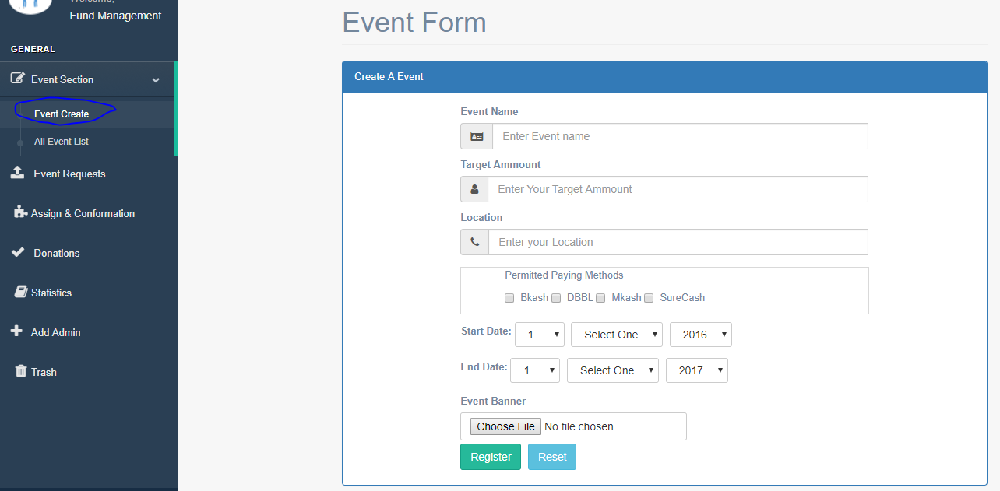 Welcome,
Fund Management
GENERAL
Event Section
Event Create
All Event List
Event Requests
Assign & Conformation
Donations
Statistics
Add Admin
Trash
Event Form
Create A Event
Event Name
Enter Event name
Target Ammount
Enter Your Target Ammount
Location
Enter your Location
Permitted Paying Methods
Bkash DBBL Mkash SureCash
Start Date: 1 Select One 2016
End Date: 1 Select One 2017
Event Banner
Choose File No file chosen
Register Reset